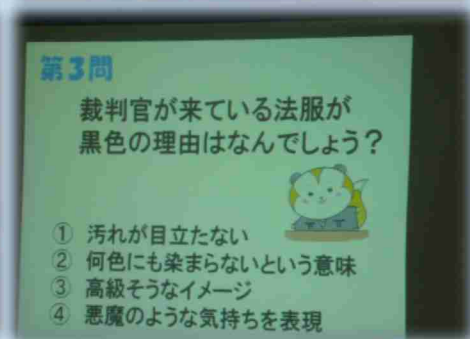 第3問
裁判官が来ている法服が
黒色の理由はなんでしょう？
① 汚れが目立たない
② 何色にも染まらないという意味
③ 高級そうなイメージ
④ 悪魔のような気持ちを表現